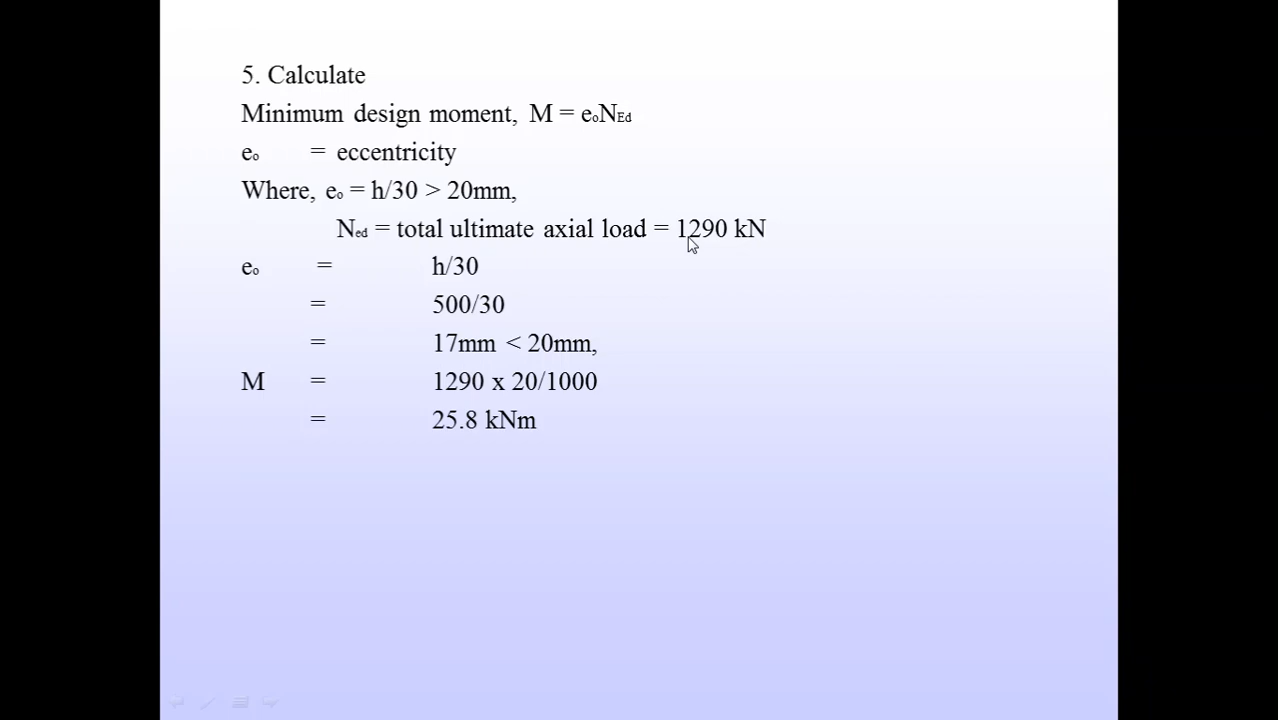 5. Calculate
Minimum design moment, M = eoNEd
eo = eccentricity
Where, eo = h/30 > 20mm,
Ned = total ultimate axial load = 1290 kN
eo = h/30
= 500/30
= 17mm < 20mm,
M = 1290 x 20/1000
= 25.8 kNm